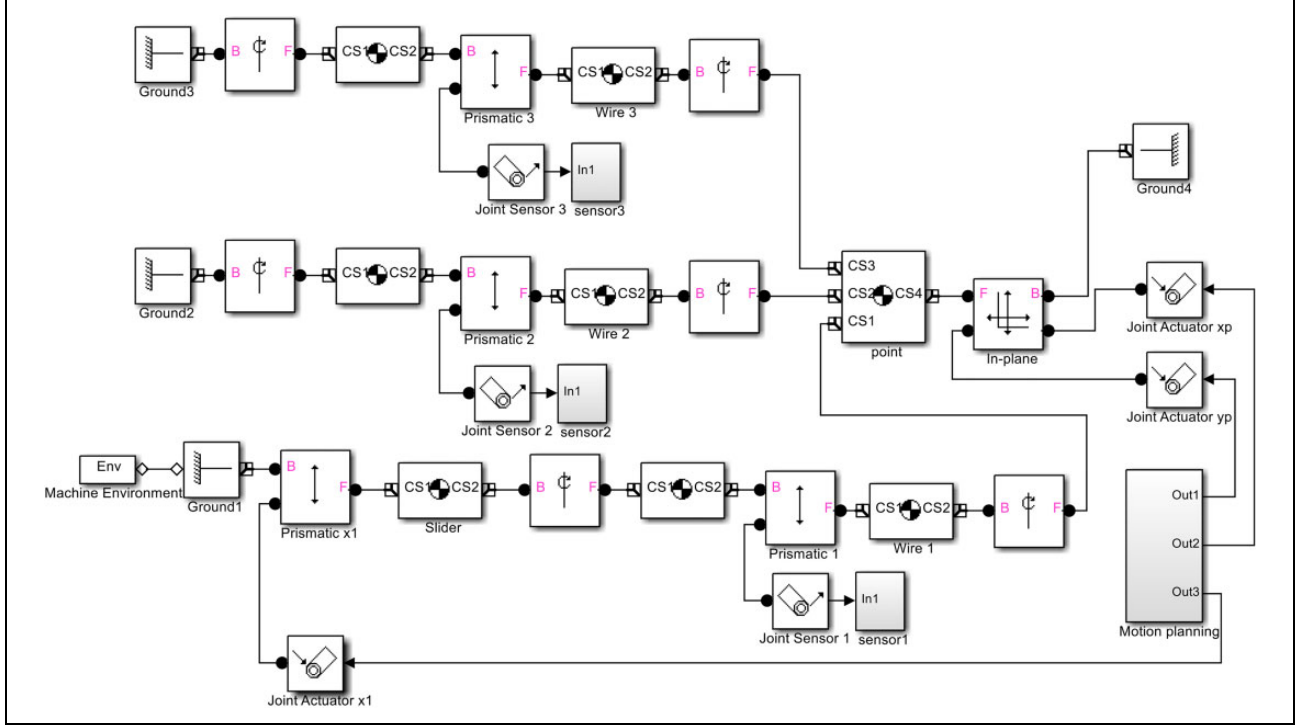 B F CS1 CS2 B F CS1 CS2 B F
Ground3
Prismatic 3
Wire 3
In1
Joint Sensor 3
sensor3
Ground4
B F CS1 CS2 B F CS1 CS2 B F
Ground2
Prismatic 2
Wire 2
In1
Joint Sensor 2
sensor2
CS3
CS2 CS4
CS1
point
F B
In-plane
Joint Actuator xp
Joint Actuator yp
Env
Machine Environment
Ground1
B F CS1 CS2 B F CS1 CS2 B F CS1 CS2 B F
Prismatic x1
Slider
Prismatic 1
Wire 1
In1
Joint Sensor 1
sensor1
Out1
Out2
Out3
Motion planning
Joint Actuator x1